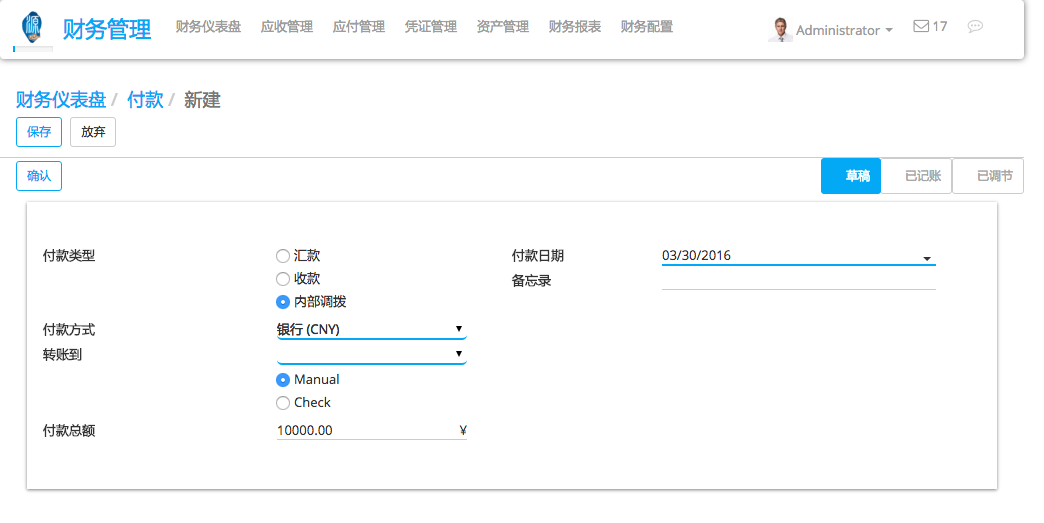 财务管理 财务仪表盘 应收管理 应付管理 凭证管理 资产管理 财务报表 财务配置 Administrator 17
财务仪表盘 / 付款 / 新建
保存 放弃
确认 草稿 已记账 已调节
付款类型 汇款 付款日期 03/30/2016
收款 备忘录
内部调拨
付款方式 银行 (CNY)
转账到
Manual
Check
付款总额 10000.00 ¥